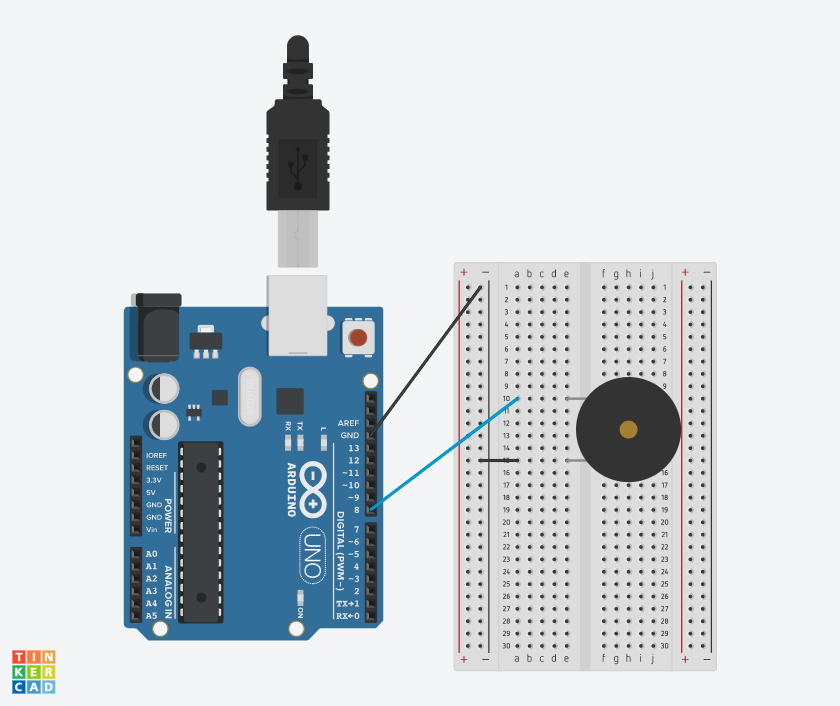 + − a b c d e f g h i j + −
1 1
2 2
3 3
4 4
5 5
6 6
7 7
8 8
9 9
10
11
12
13
14
16 16
17 17
18 18
19 19
20 20
21 21
22 22
23 23
24 24
25 25
26 26
27 27
28 28
29 29
30 30
+ − a b c d e f g h i j + −
AREF
GND
13
12
~11
~10
~9
8
7
~6
~5
4
~3
2
TX→1
RX←0
DIGITAL (PWM~)
RX
TX
L
ARDUINO
UNO
ON
IOREF
RESET
3.3V
5V
GND
GND
Vin
POWER
A0
A1
A2
A3
A4
A5
ANALOG IN
TIN
KER
CAD